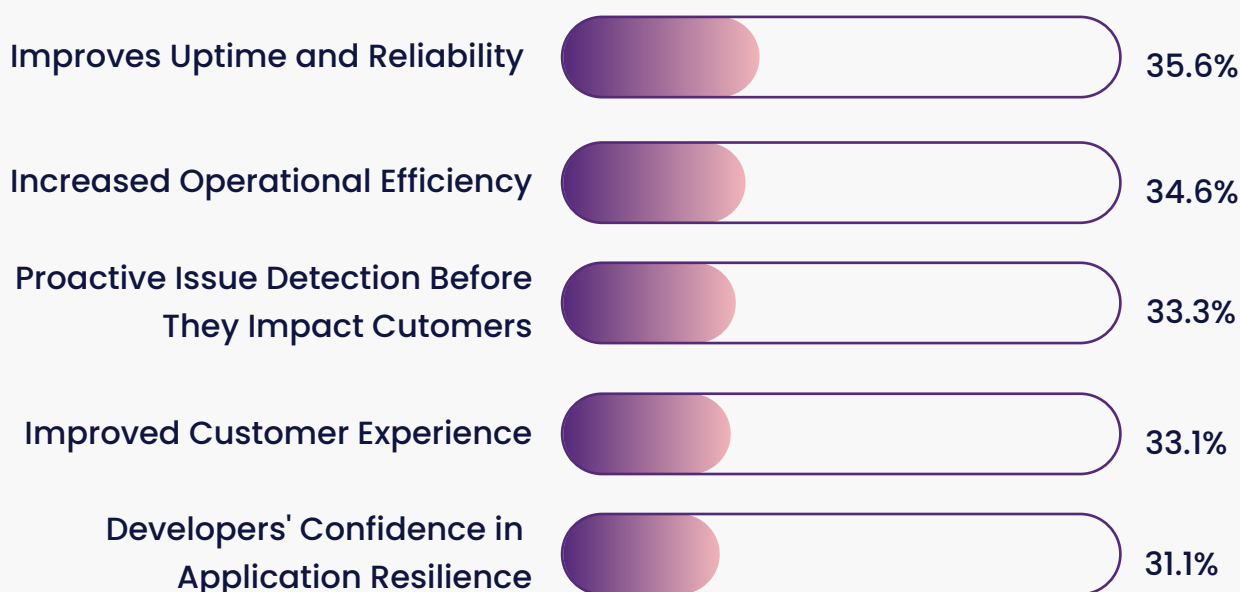 Improves Uptime and Reliability
35.6%
Increased Operational Efficiency
34.6%
Proactive Issue Detection Before
They Impact Cutomers
33.3%
Improved Customer Experience
33.1%
Developers' Confidence in
Application Resilience
31.1%